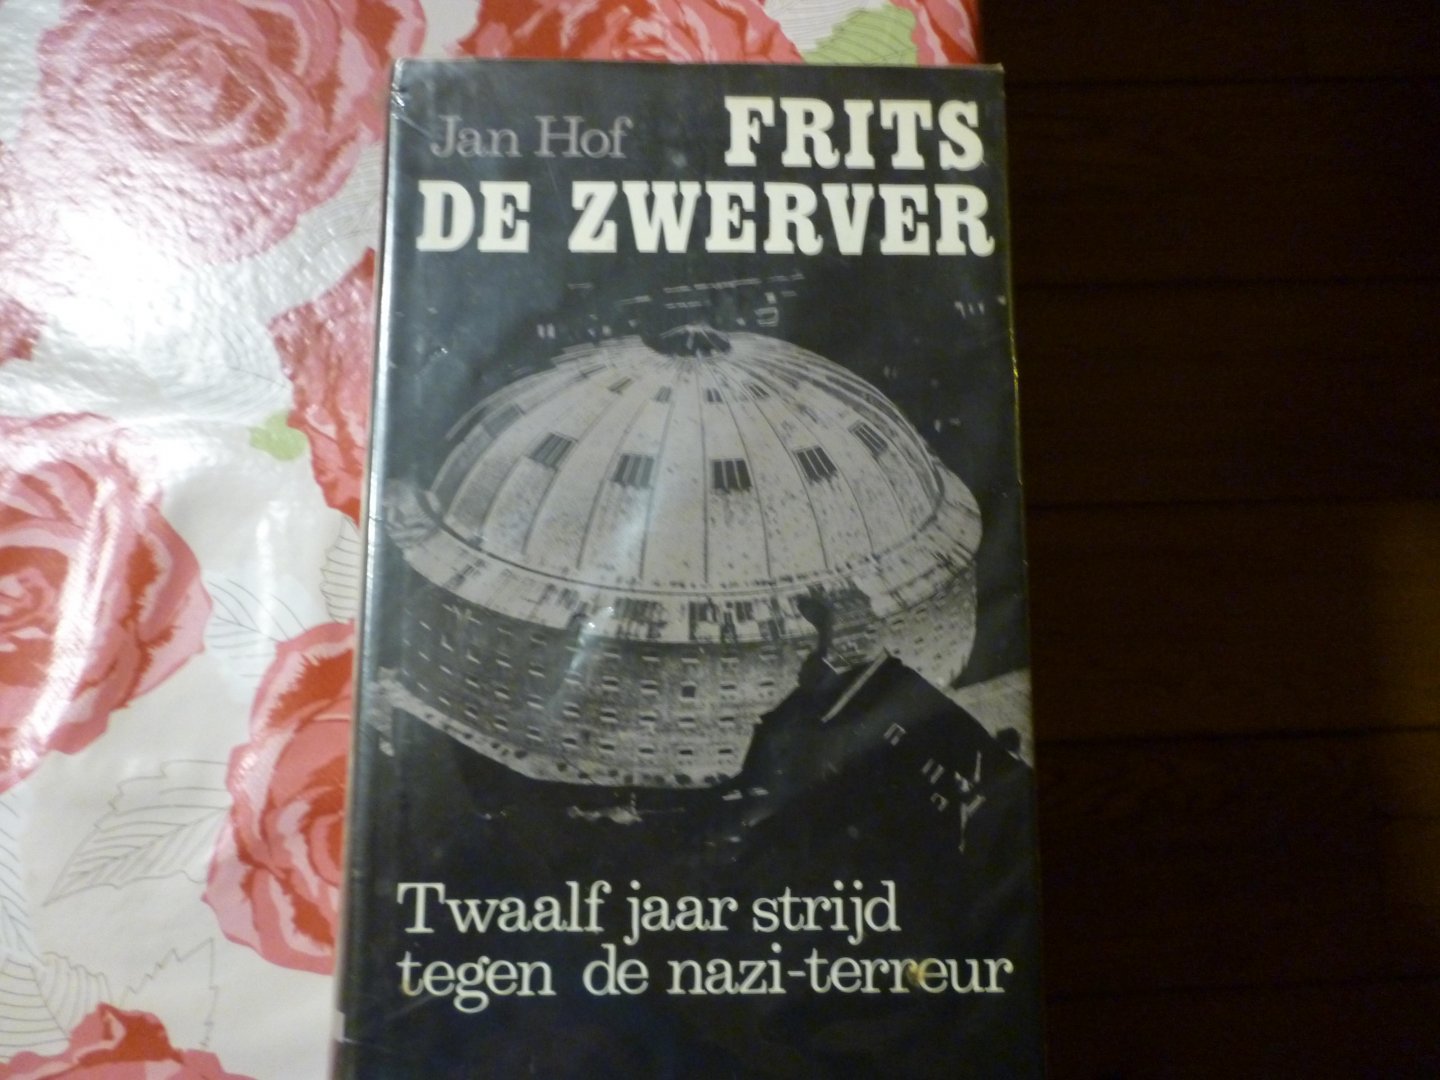 Jan Hof FRITS
DE ZWERVER
Twaalf jaar strijd
tegen de nazi-terreur